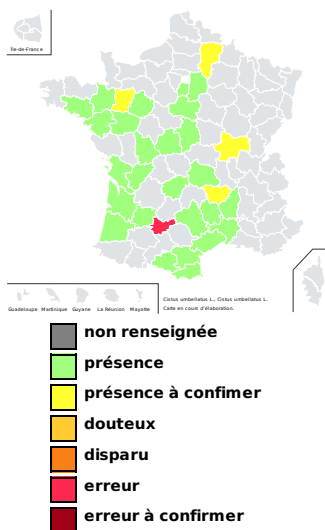 Île-de-France
Guadeloupe Martinique Guyane La Réunion Mayotte
Cistus umbellatus L., Cistus umbellatus L.
Carte en cours d'élaboration.
non renseignée
présence
présence à confimer
douteux
disparu
erreur
erreur à confirmer